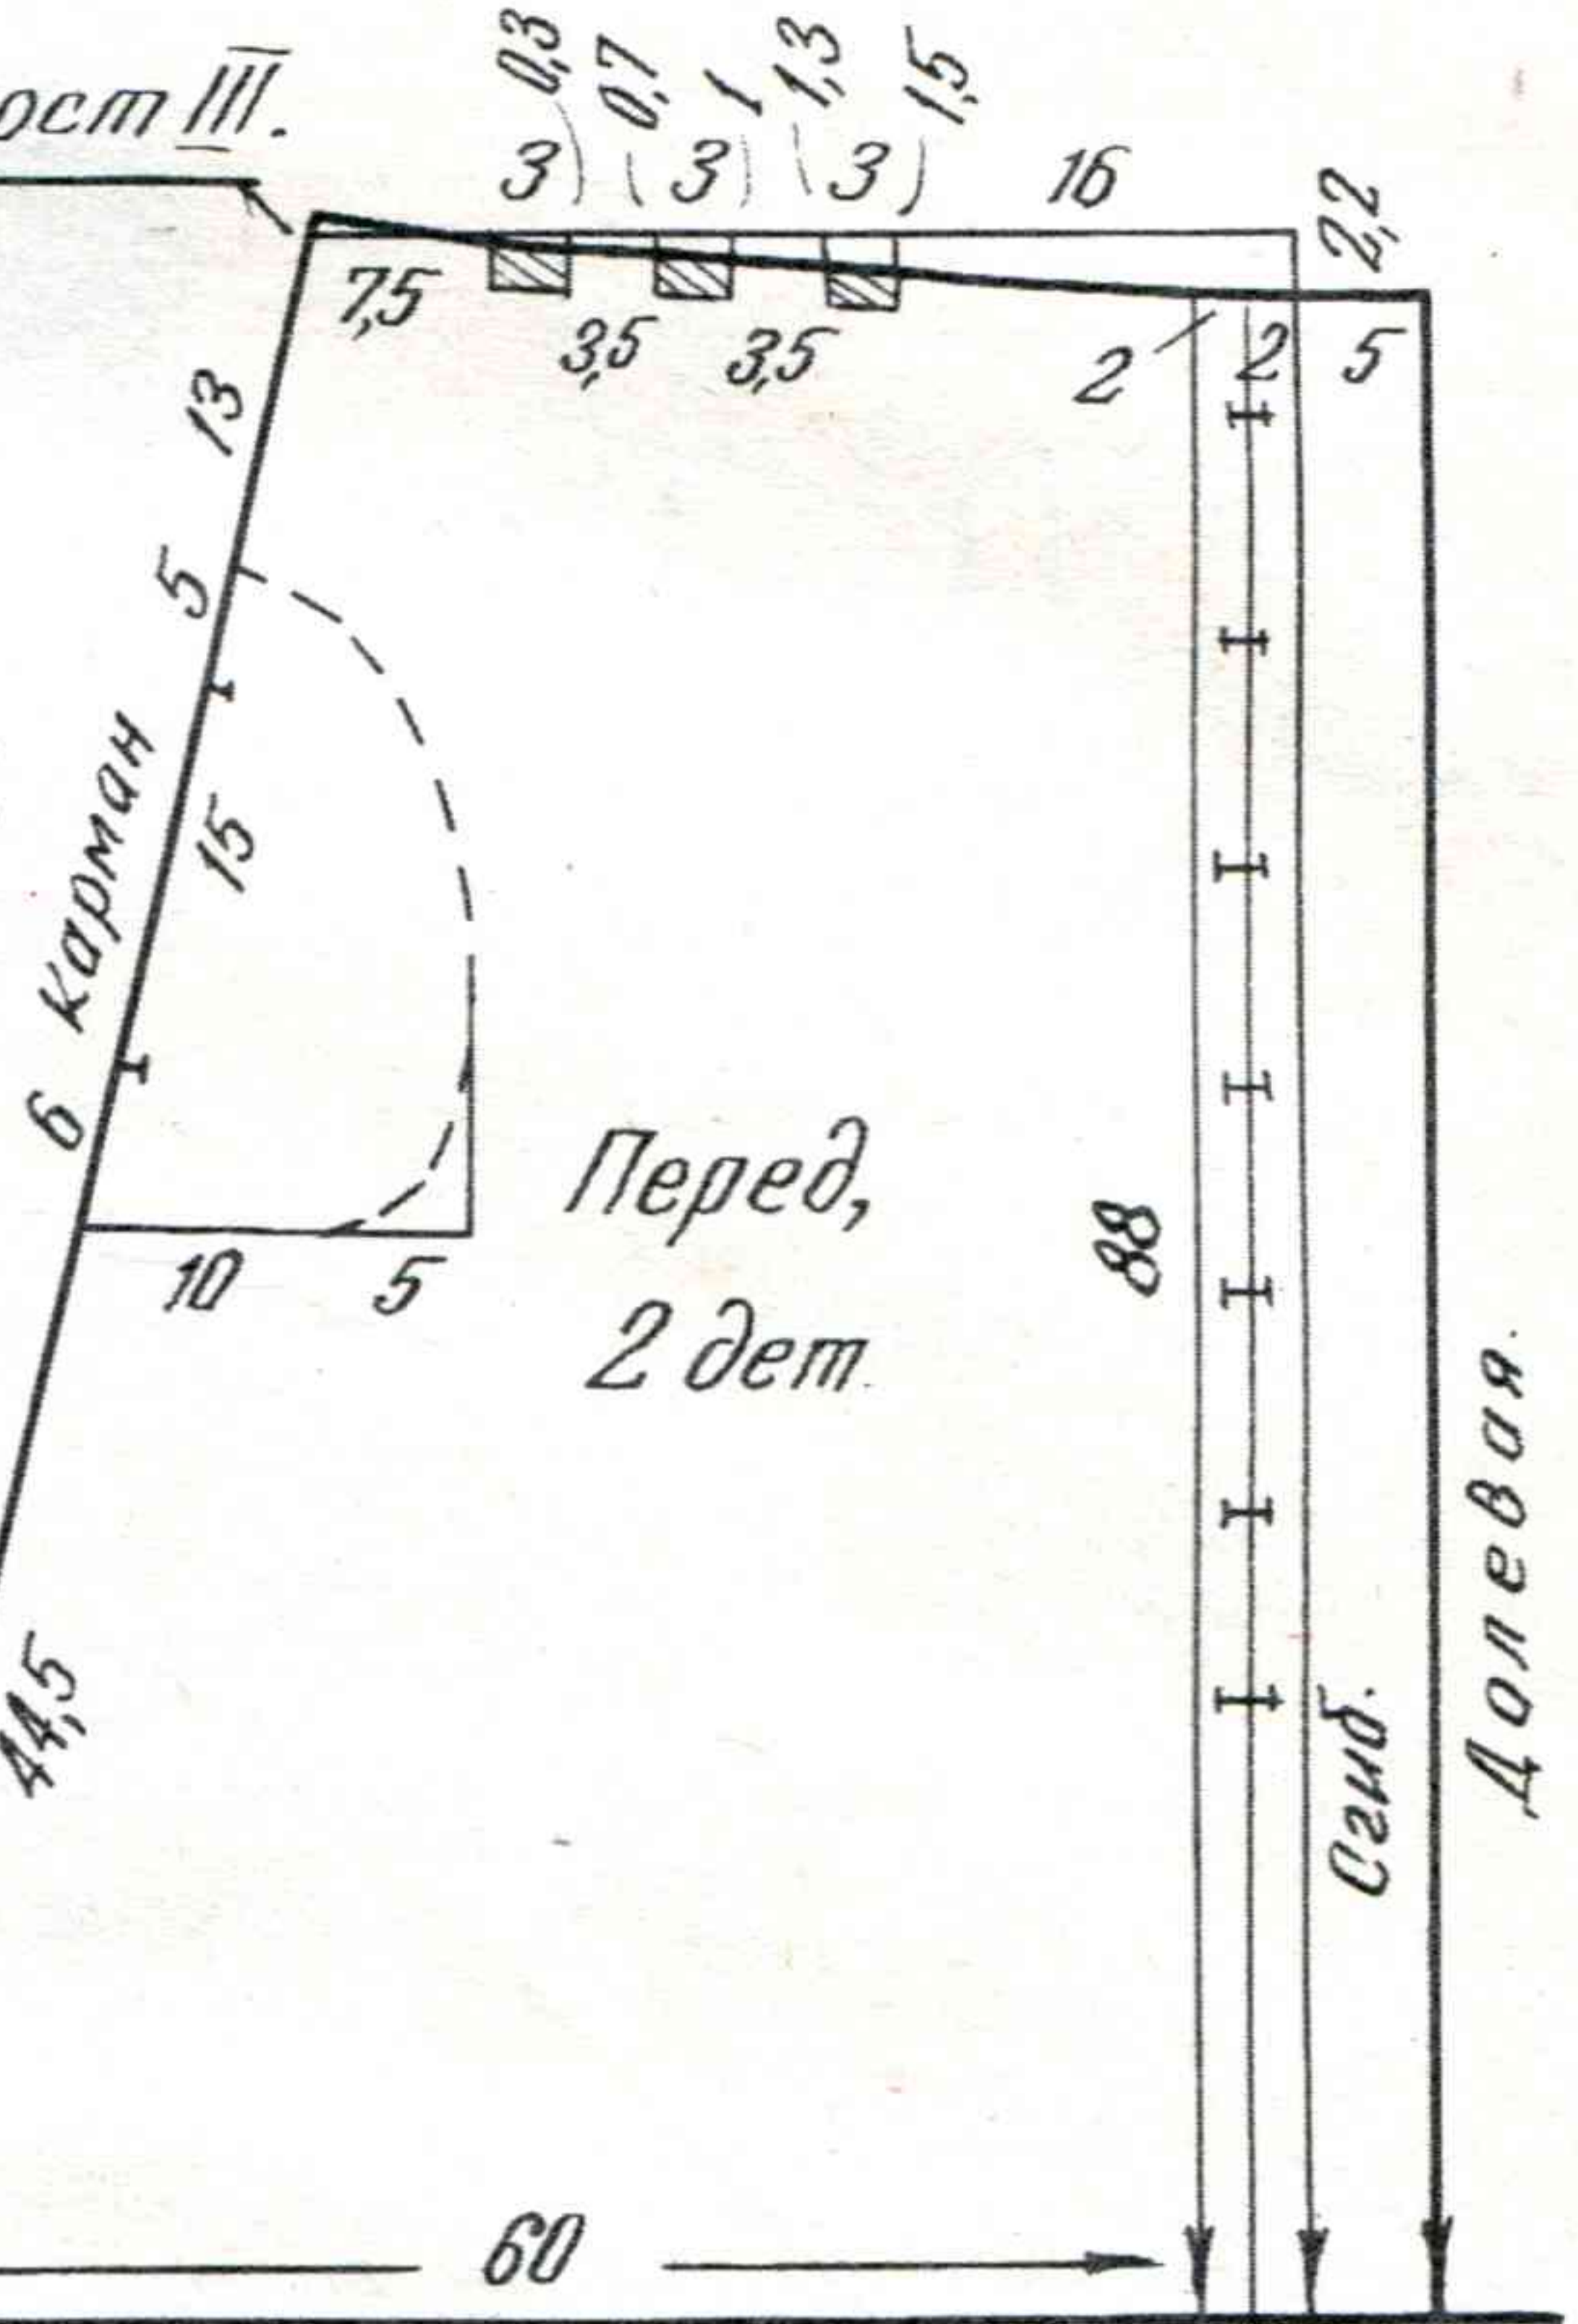 ост III.
0,3 0,7 1 1,3 1,5
3 3 3 16
2,2
7,5
3,5 3,5
2 2 5
13
5
карман
15
6
10 5
Перед,
2 дет.
88
Долевая.
Сгиб.
44,5
60